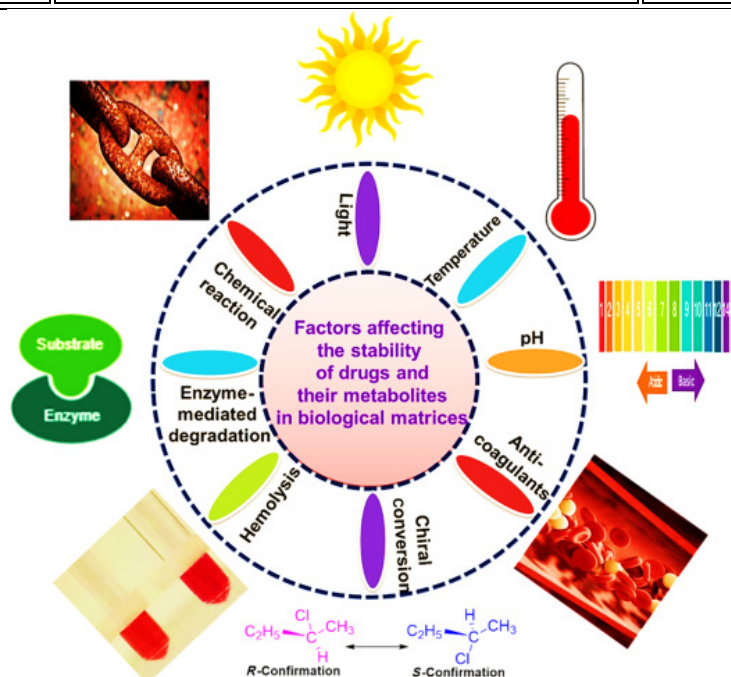 Light
Temperature
pH
Anti-
coagulants
Chiral
conversion
Hemolysis
Enzyme-
mediated
degradation
Chemical
reaction
Factors affecting
the stability
of drugs and
their metabolites
in biological matrices
1 2 3 4 5 6 7 8 9 10 11 12 14
Acidic Basic
Substrate
Enzyme
Cl
C2H5 C CH3
H
R-Confirmation
H
C2H5 C CH3
Cl
S-Confirmation